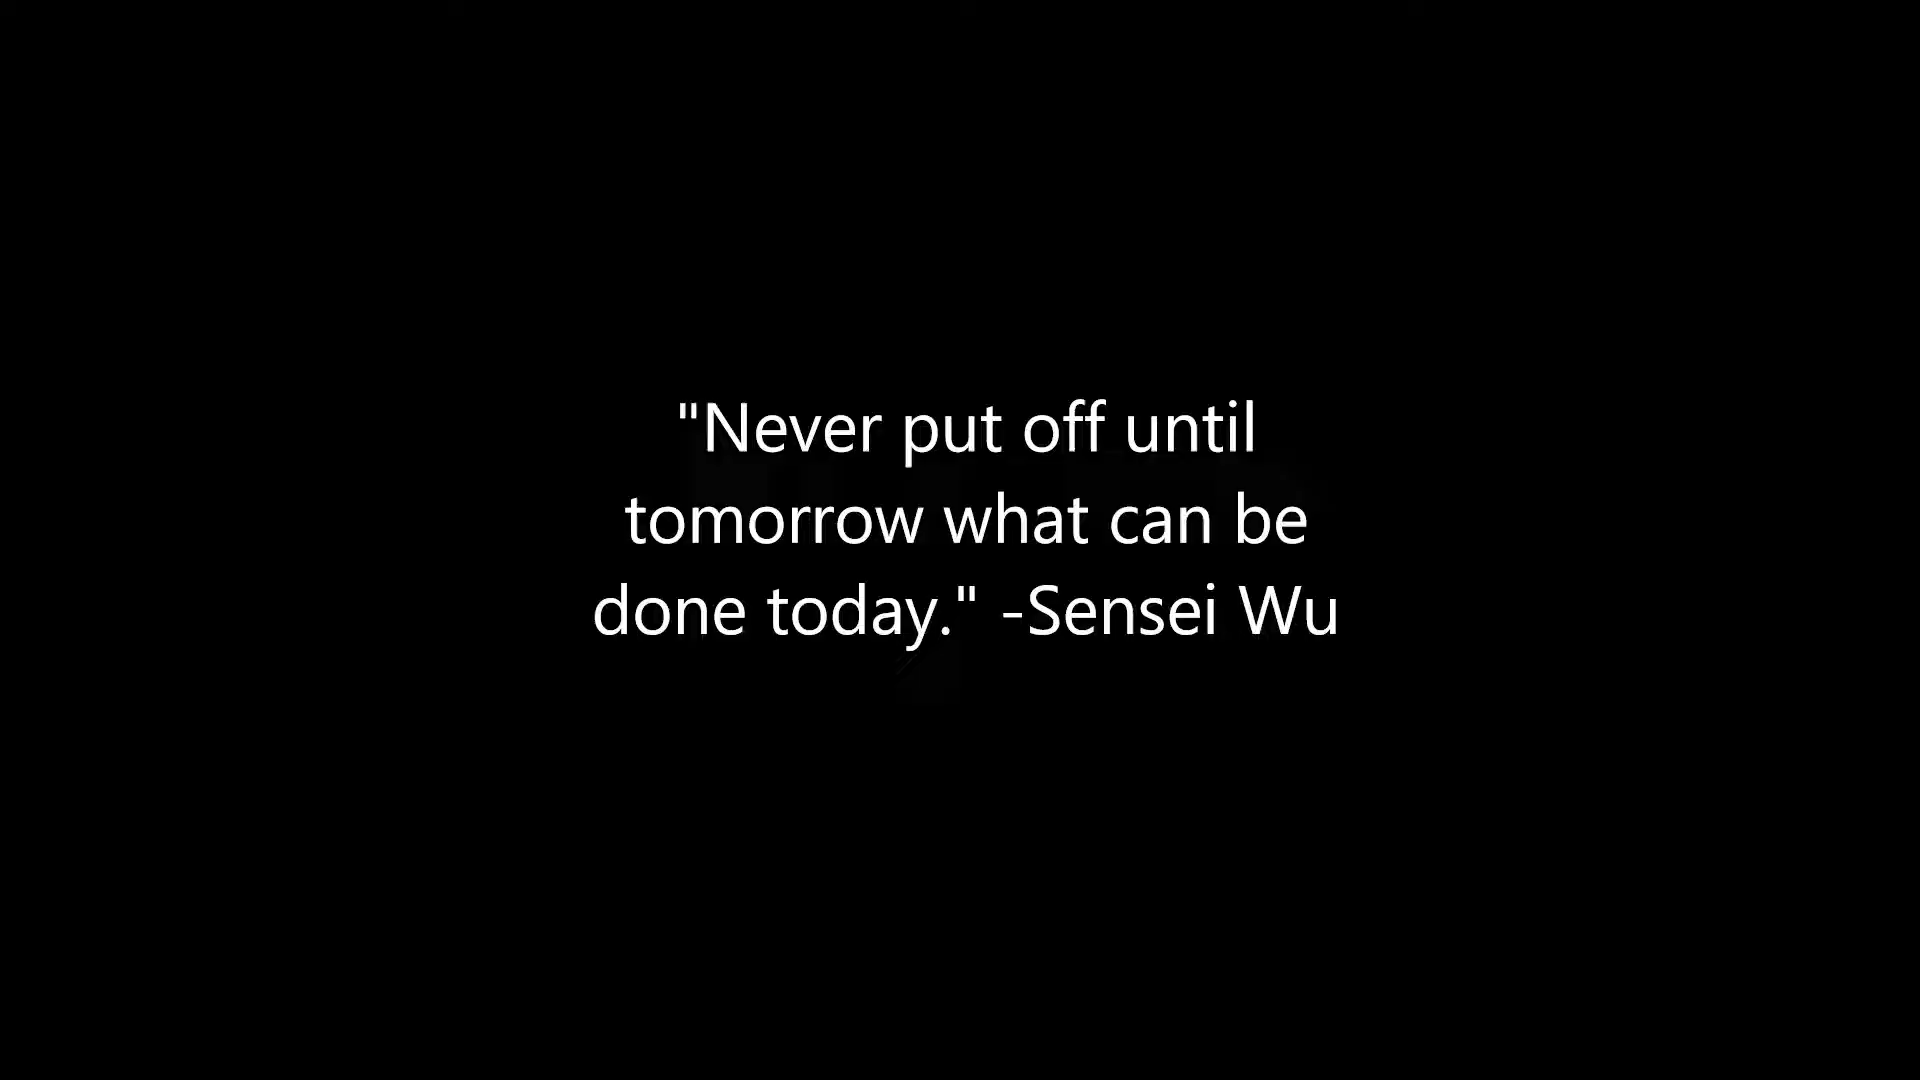 "Never put off until
tomorrow what can be
done today." -Sensei Wu